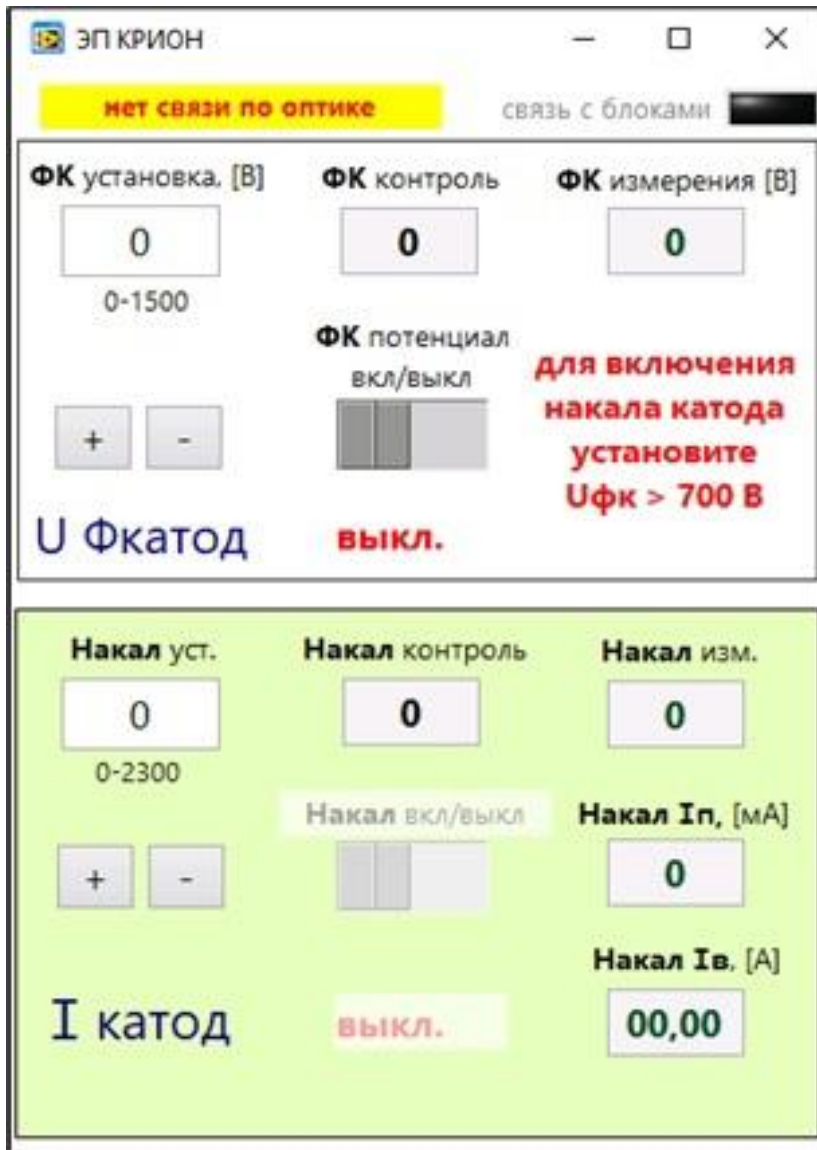 ЭП КРИОН
нет связи по оптике
связь с блоками
ФК установка, [В]
ФК контроль
ФК измерения [В]
0
0
0
0-1500
ФК потенциал
вкл/выкл
для включения
накала катода
установите
Uфк > 700 В
+
-
U Фкатод
выкл.
Накал уст.
Накал контроль
Накал изм.
0
0
0
0-2300
Накал вкл/выкл
Накал Iп, [мА]
+
-
0
Накал Iв, [А]
I катод
выкл.
00,00